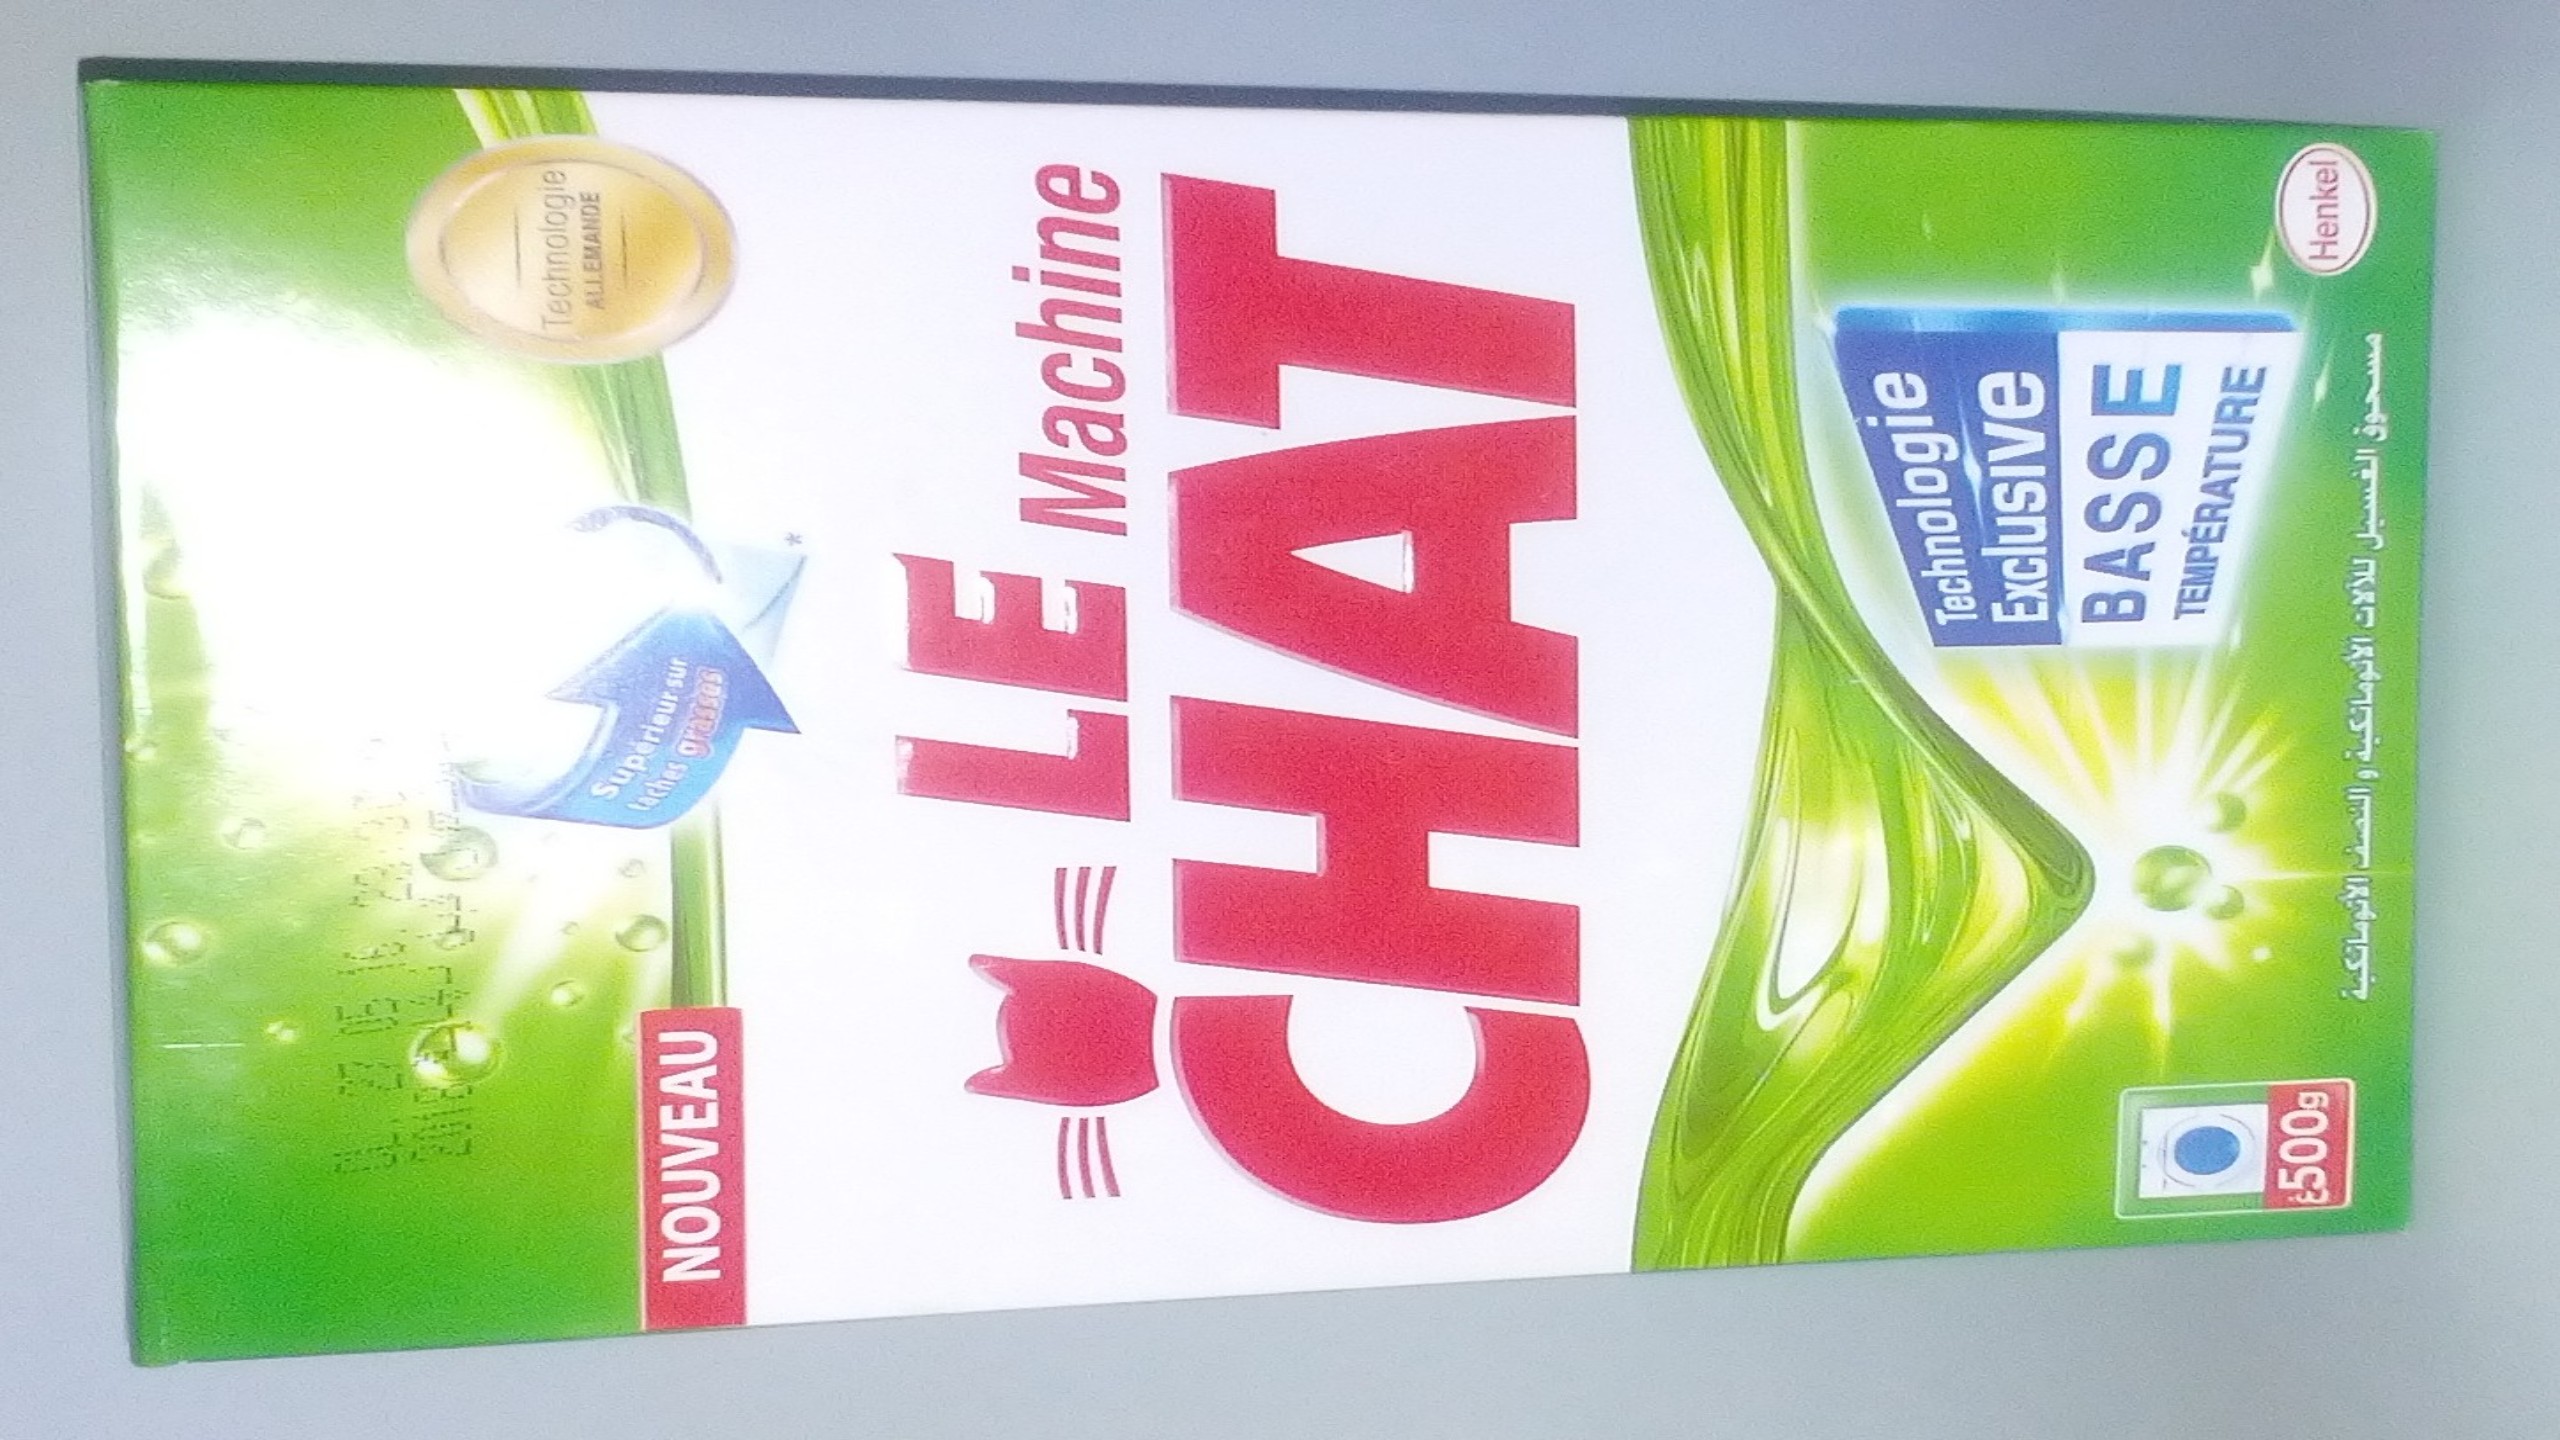 NOUVEAU
Supérieur sur
taches grasses
*
Technologie
ALLEMANDE
LE
Machine
CHAT
Technologie
Exclusive
BASSE
TEMPÉRATURE
غ500g
Henkel
مسحوق الغسيل للآلات الأتوماتكية و النصف الأتوماتكية